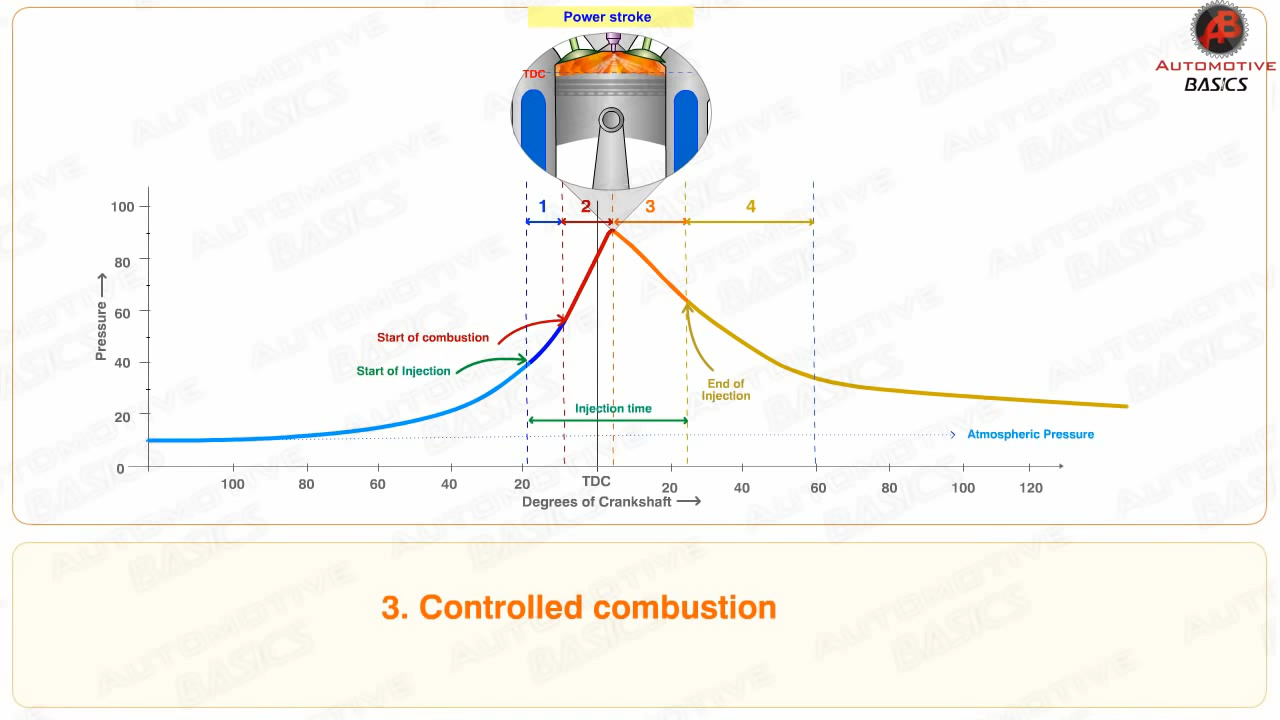 Power stroke
AB
AUTOMOTIVE
BASICS
TDC
1 2 3 4
100
80
60
40
20
0
Pressure
Start of combustion
Start of Injection
End of
Injection
Injection time
Atmospheric Pressure
100 80 60 40 20 TDC 20 40 60 80 100 120
Degrees of Crankshaft
3. Controlled combustion